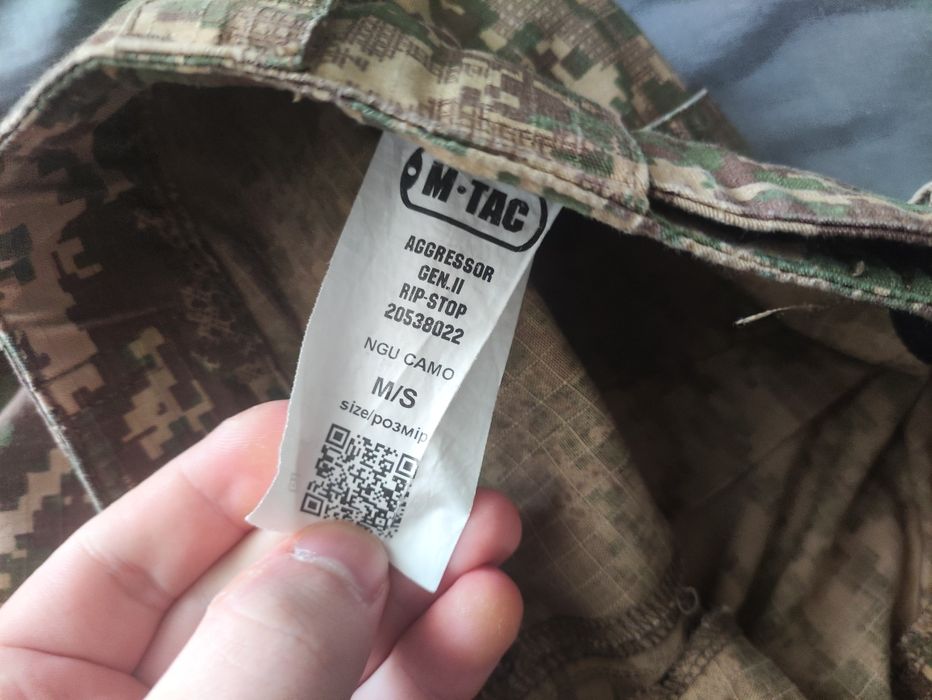 M·TAC
AGGRESSOR
GEN.II
RIP-STOP
20538022
NGU CAMO
M/S
size/розмір